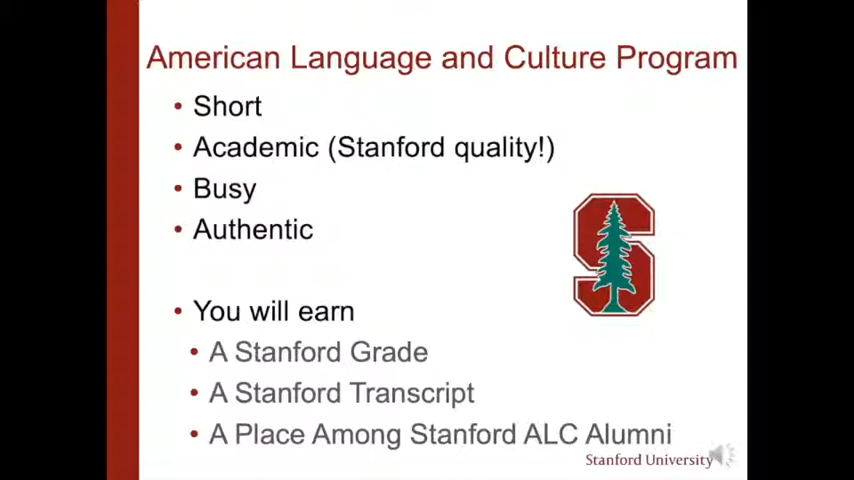 American Language and Culture Program
• Short
• Academic (Stanford quality!)
• Busy
• Authentic
• You will earn
• A Stanford Grade
• A Stanford Transcript
• A Place Among Stanford ALC Alumni
Stanford University